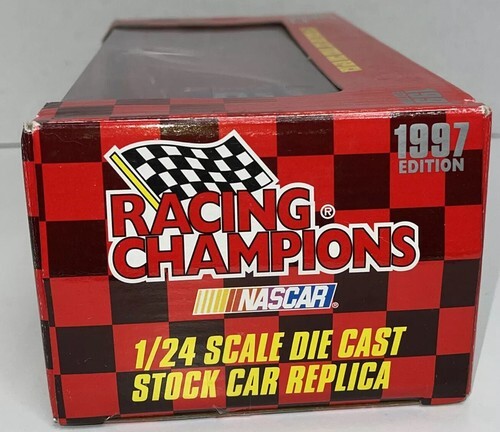 1997
EDITION
RACING ®
CHAMPIONS
NASCAR®
1/24 SCALE DIE CAST
STOCK CAR REPLICA